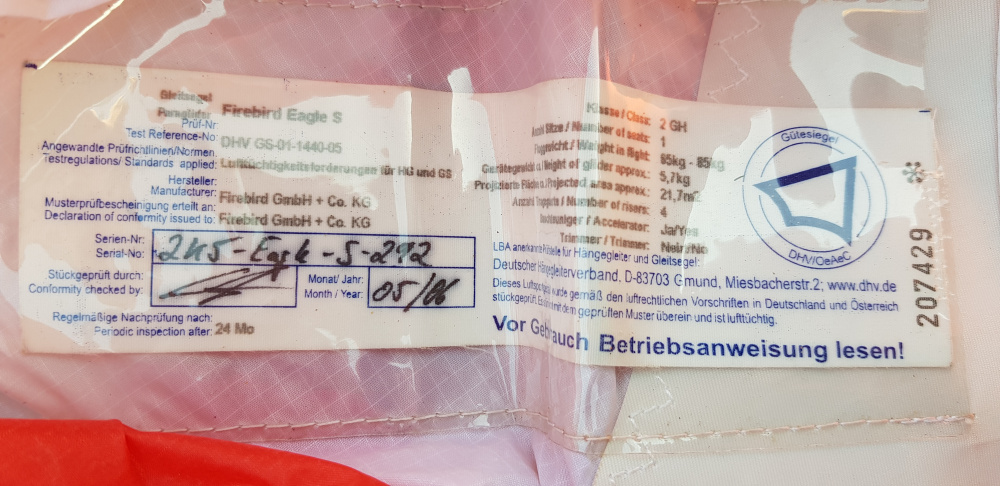 Gleitsegel
Paraglider: Firebird Eagle S
Prüf-Nr
Test Reference-No: DHV GS-01-1440-05
Angewandte Prüfrichtlinien/Normen
Testregulations/ Standards applied: Lufttüchtigkeitsforderungen für HG und GS
Hersteller:
Manufacturer: Firebird GmbH + Co. KG
Musterprüfbescheinigung erteilt an:
Declaration of conformity issued to: Firebird GmbH + Co. KG
Serien-Nr:
Serial-No:
Stückgeprüft durch:
Conformity checked by:
Monat/ Jahr:
Month / Year: 05/06
Regelmäßige Nachprüfung nach:
Periodic inspection after: 24 Mo
Klasse / Class: 2 GH
Anzahl Sitze / Number of seats: 1
Fluggewicht / Weight in flight: 65kg - 85kg
Gerätegewicht / Weight of glider approx.: 5,7kg
Projizierte Fläche / Projected area approx.: 21,7m2
Anzahl Tragegurte / Number of risers: 4
/ Accelerator: Ja/Yes
Trimmer / Trimmer: Nein/No
LBA anerkannte Prüfstelle für Hängegleiter und Gleitsegel:
Deutscher Hängegleiterverband, D-83703 Gmund, Miesbacherstr.2; www.dhv.de
Dieses Luftsportgerät wurde gemäß den luftrechtlichen Vorschriften in Deutschland und Österreich
stückgeprüft. Es stimmt mit dem geprüften Muster überein und ist lufttüchtig.
Vor Gebrauch Betriebsanweisung lesen!
Gütesiegel
DHV/OeAeC
207429 *